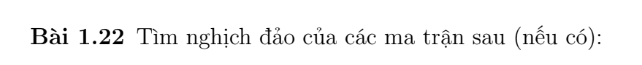 Bài 1.22 Tìm nghịch đảo của các ma trận sau (nếu có):